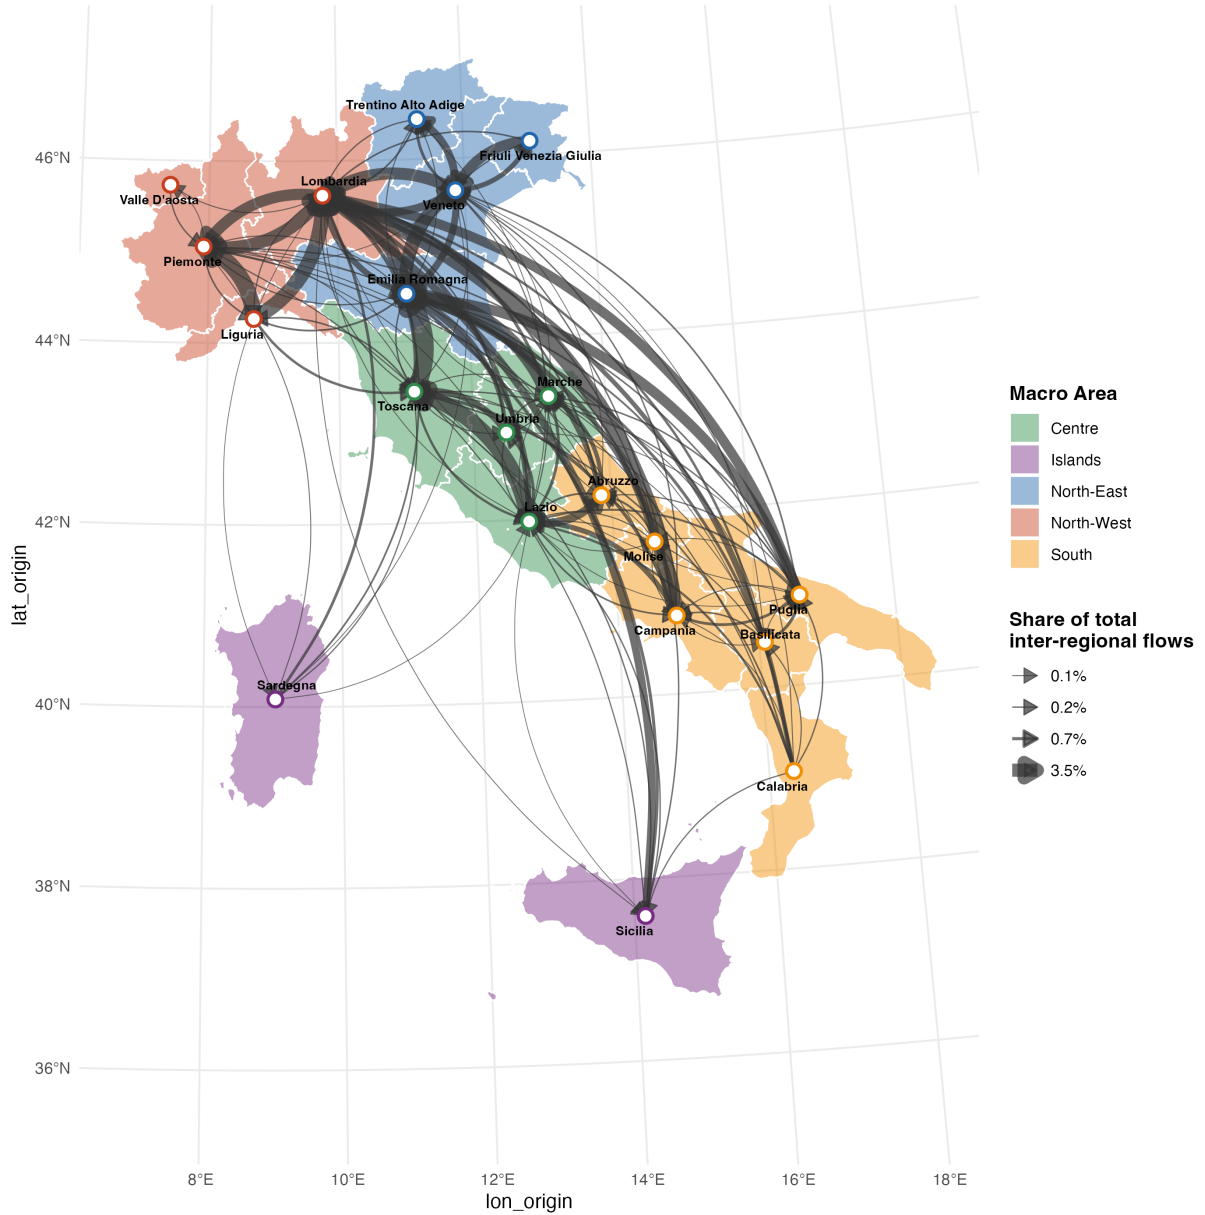 Trentino Alto Adige
46°N
Friuli Venezia Giulia
Lombardia
Valle D'aosta
Veneto
Piemonte
Emilia Romagna
Liguria
44°N
Marche
Toscana
Umbria
Abruzzo
Lazio
42°N
Molise
Puglia
Campania
Basilicata
Sardegna
40°N
Calabria
Sicilia
38°N
36°N
8°E
10°E
12°E
14°E
16°E
18°E
lon_origin
lat_origin
Macro Area
Centre
Islands
North-East
North-West
South
Share of total
inter-regional flows
0.1%
0.2%
0.7%
3.5%